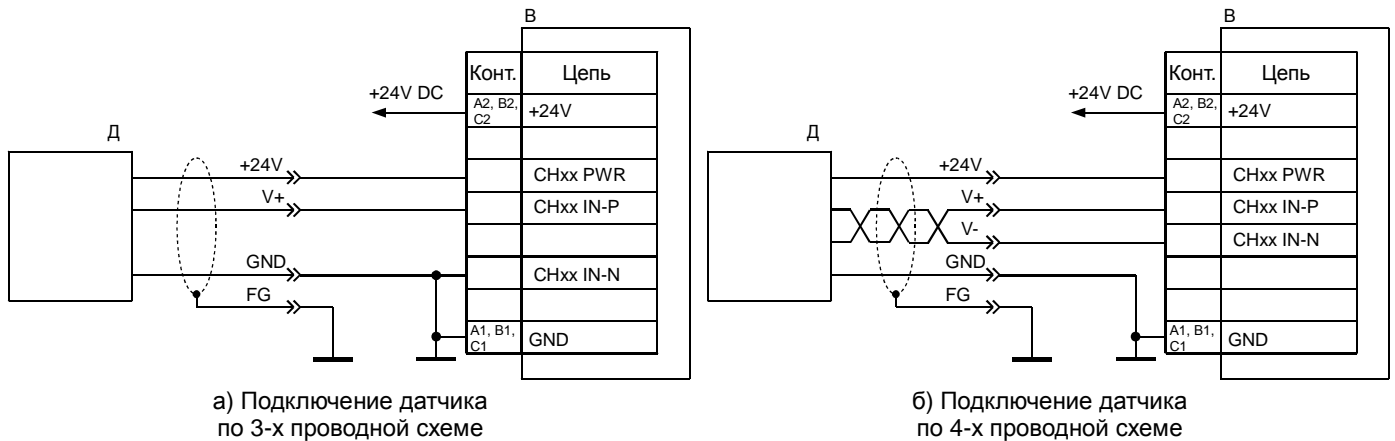 В
Конт.
Цепь
+24V DC
A2, B2,
C2
+24V
Д
+24V
CHxx PWR
V+
CHxx IN-P
GND
CHxx IN-N
FG
A1, B1,
C1
GND
а) Подключение датчика
по 3-х проводной схеме
В
Конт.
Цепь
+24V DC
A2, B2,
C2
+24V
Д
+24V
CHxx PWR
V+
CHxx IN-P
V-
CHxx IN-N
GND
FG
A1, B1,
C1
GND
б) Подключение датчика
по 4-х проводной схеме